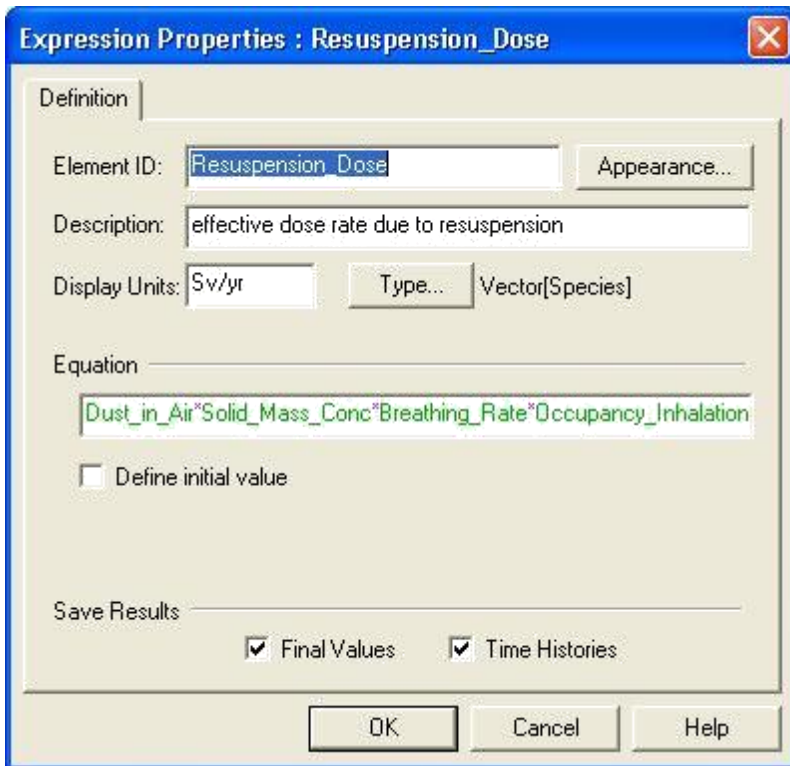 Expression Properties : Resuspension_Dose
Definition
Element ID: Resuspension_Dose Appearance...
Description: effective dose rate due to resuspension
Display Units: Sv/yr Type... Vector[Species]
Equation
Dust_in_Air*Solid_Mass_Conc*Breathing_Rate*Occupancy_Inhalation
Define initial value
Save Results
Final Values Time Histories
OK Cancel Help